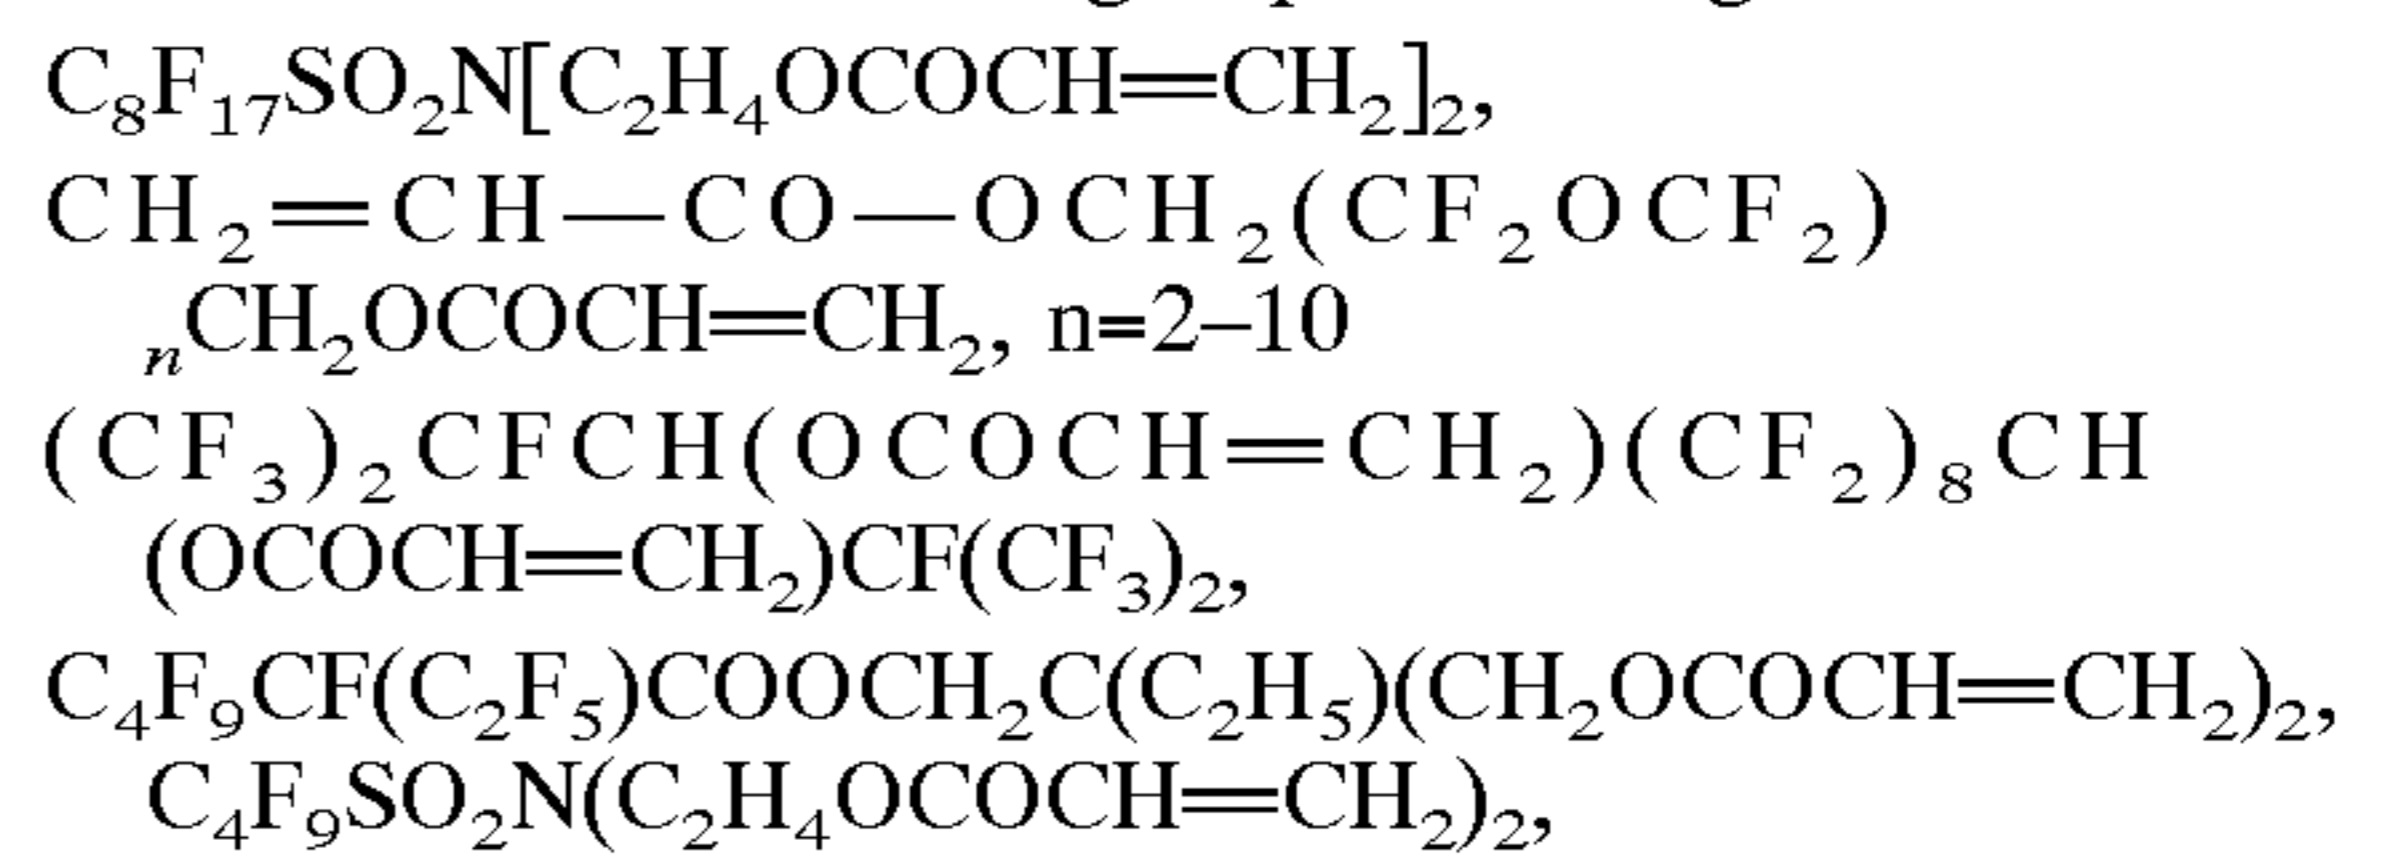 C₈F₁₇SO₂N[C₂H₄OCOCH=CH₂]₂,
CH₂=CH—CO—OCH₂(CF₂OCF₂)
ₙCH₂OCOCH=CH₂, n=2–10
(CF₃)₂CFCH(OCOCH=CH₂)(CF₂)₈CH
(OCOCH=CH₂)CF(CF₃)₂,
C₄F₉CF(C₂F₅)COOCH₂C(C₂H₅)(CH₂OCOCH=CH₂)₂,
C₄F₉SO₂N(C₂H₄OCOCH=CH₂)₂,